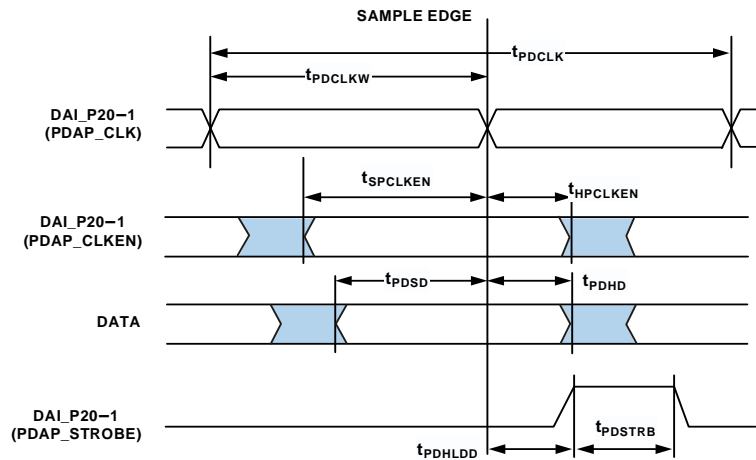 SAMPLE EDGE
tPDCLK
tPDCLKW
DAI_P20–1
(PDAP_CLK)
tSPCLKEN
tHPCLKEN
DAI_P20–1
(PDAP_CLKEN)
tPDSD
tPDHD
DATA
DAI_P20–1
(PDAP_STROBE)
tPDSTRB
tPDHLDD